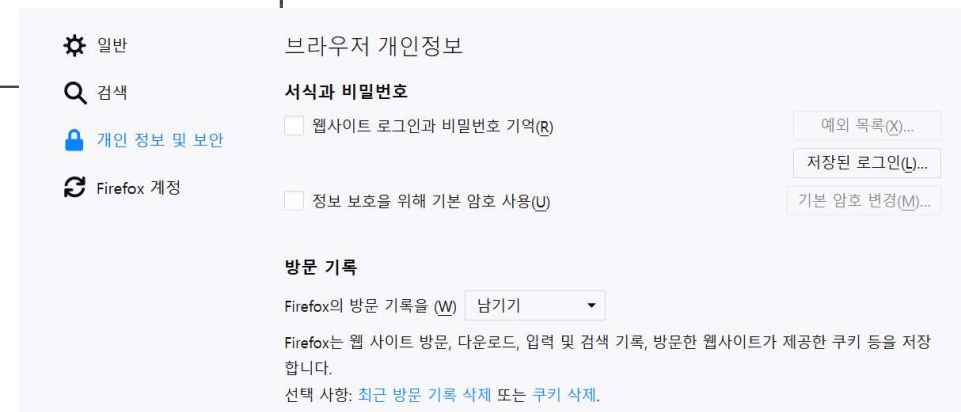 일반
검색
개인 정보 및 보안
Firefox 계정
브라우저 개인정보
서식과 비밀번호
웹사이트 로그인과 비밀번호 기억(R)
예외 목록(X)...
저장된 로그인(L)...
정보 보호을 위해 기본 암호 사용(U)
기본 암호 변경(M)...
방문 기록
Firefox의 방문 기록을 (W) 남기기
Firefox는 웹 사이트 방문, 다운로드, 입력 및 검색 기록, 방문한 웹사이트가 제공한 쿠키 등을 저장
합니다.
선택 사항: 최근 방문 기록 삭제 또는 쿠키 삭제.